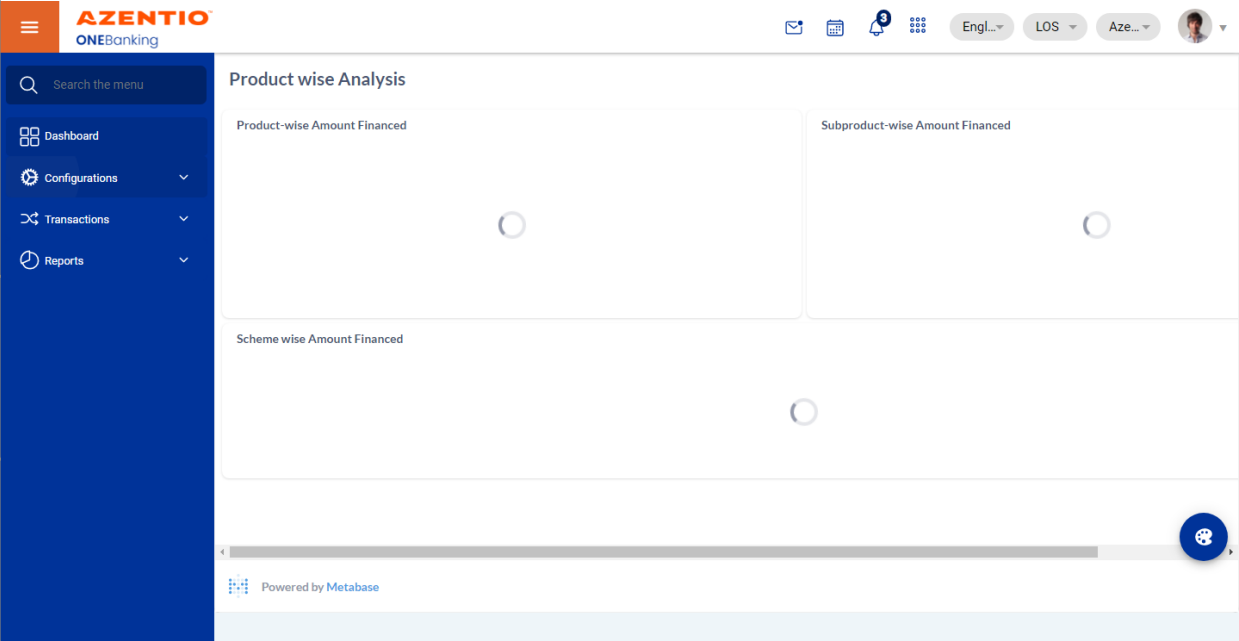 AZENTIO™
ONEBanking
3
Engl...
LOS
Aze...
Search the menu
Dashboard
Configurations
Transactions
Reports
Product wise Analysis
Product-wise Amount Financed
Subproduct-wise Amount Financed
Scheme wise Amount Financed
Powered by Metabase